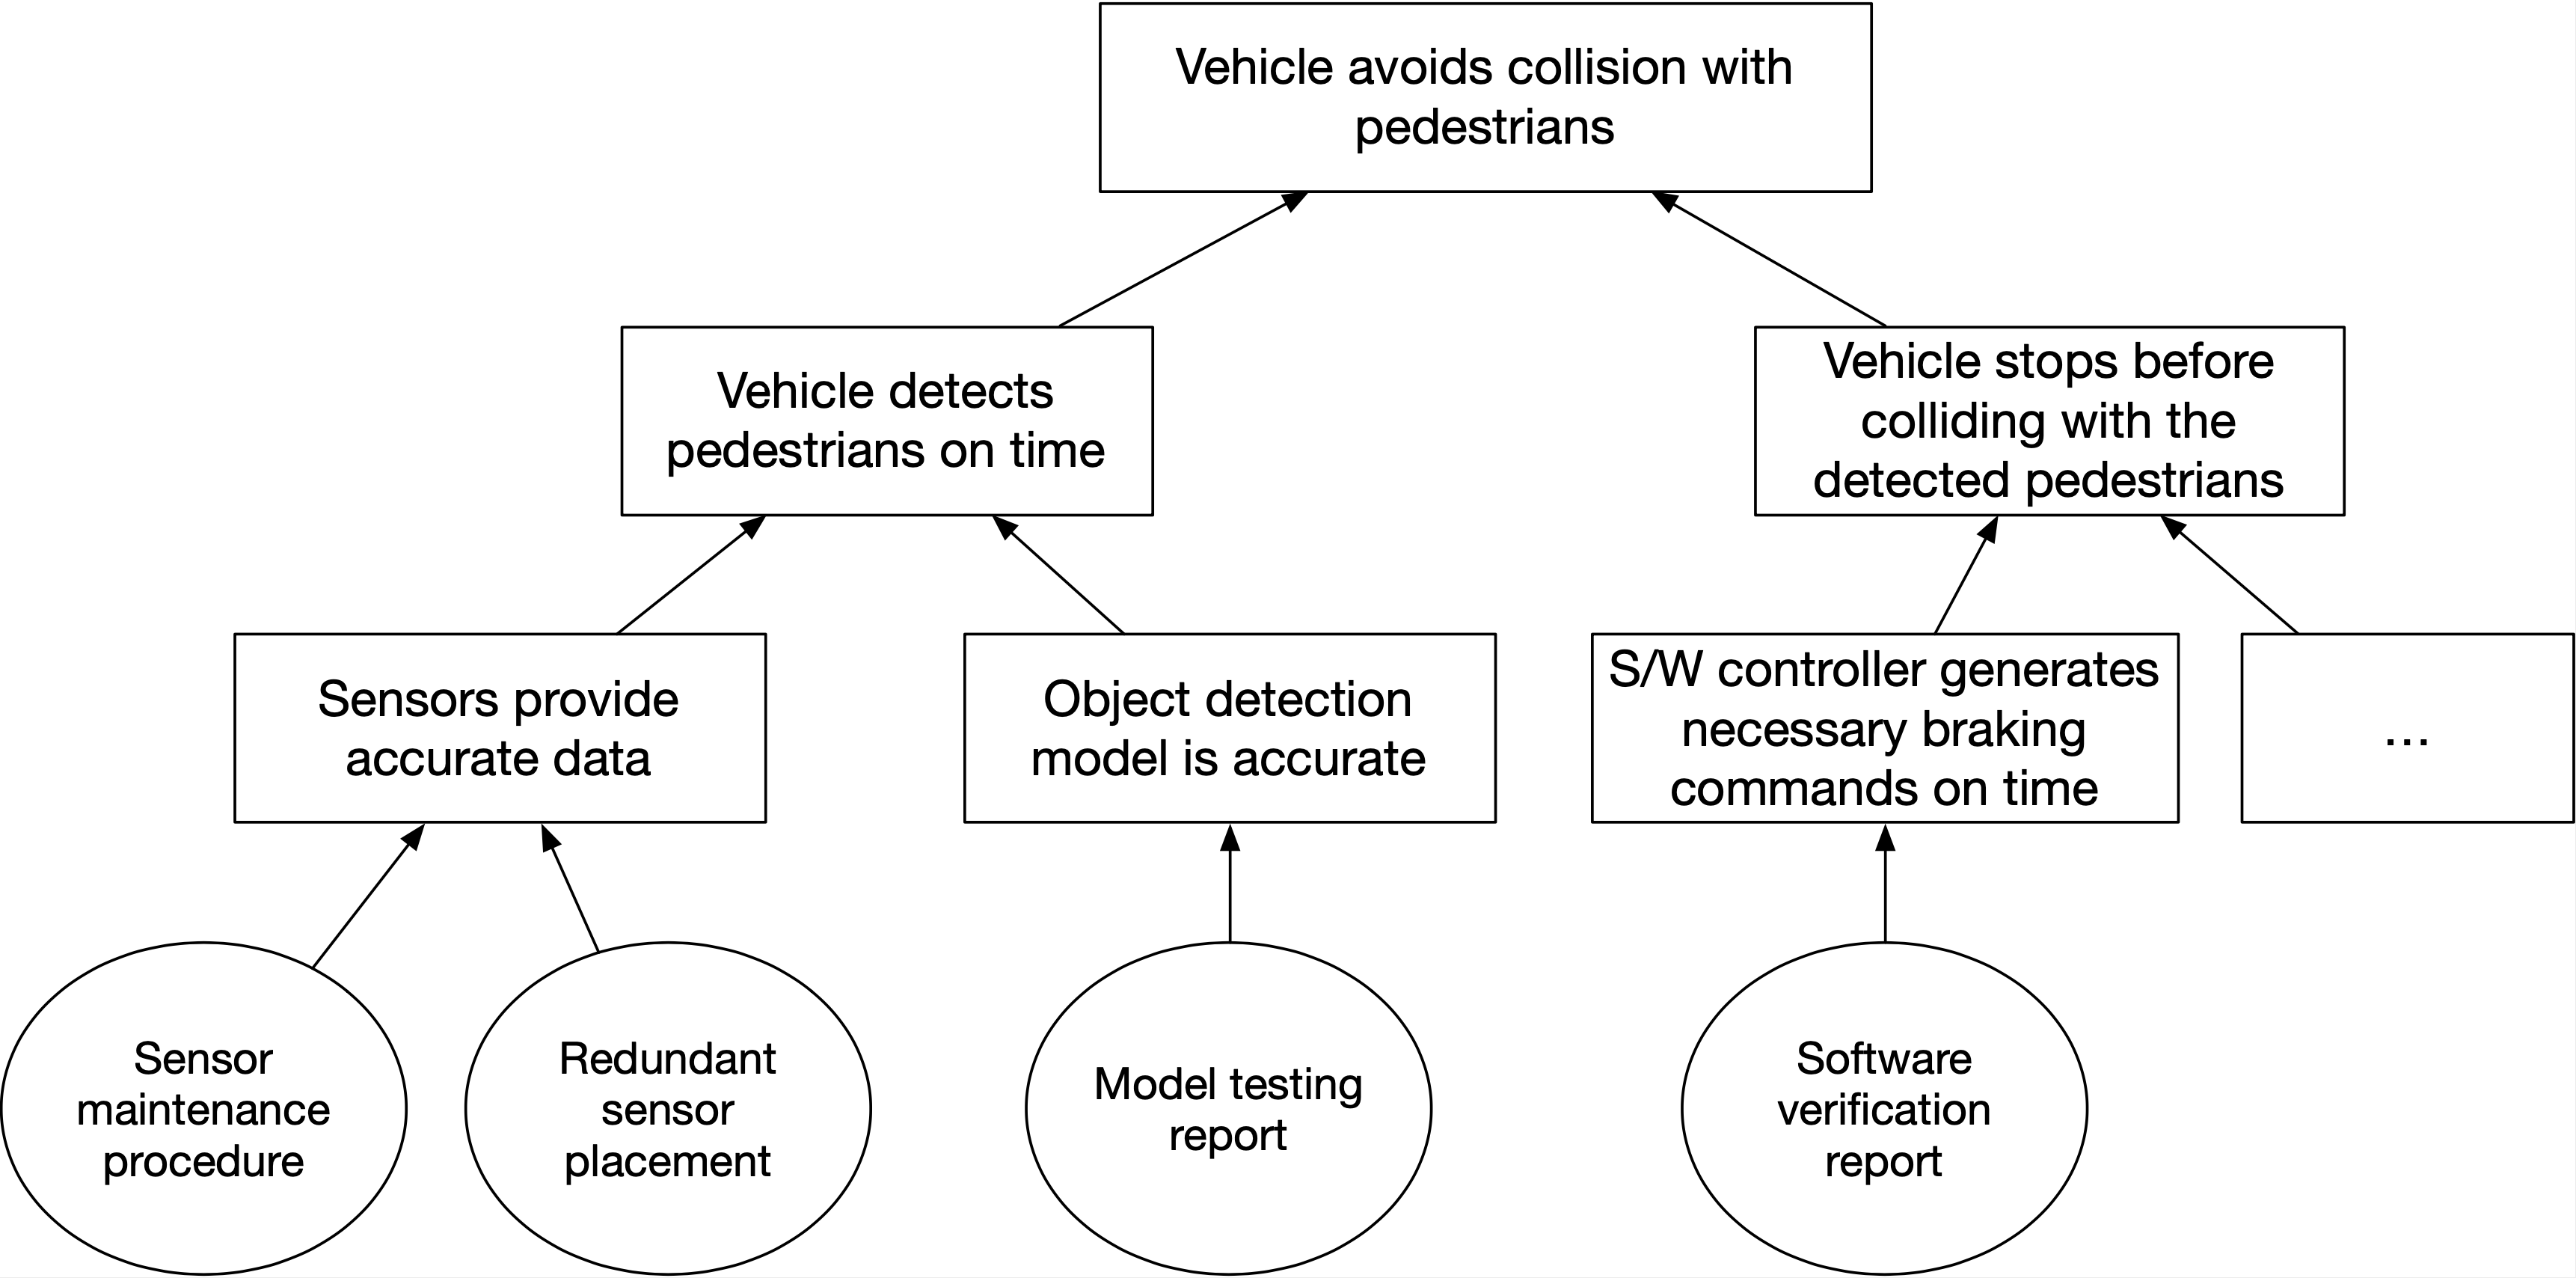 Vehicle avoids collision with
pedestrians
Vehicle detects
pedestrians on time
Vehicle stops before
colliding with the
detected pedestrians
Sensors provide
accurate data
Object detection
model is accurate
S/W controller generates
necessary braking
commands on time
...
Sensor
maintenance
procedure
Redundant
sensor
placement
Model testing
report
Software
verification
report